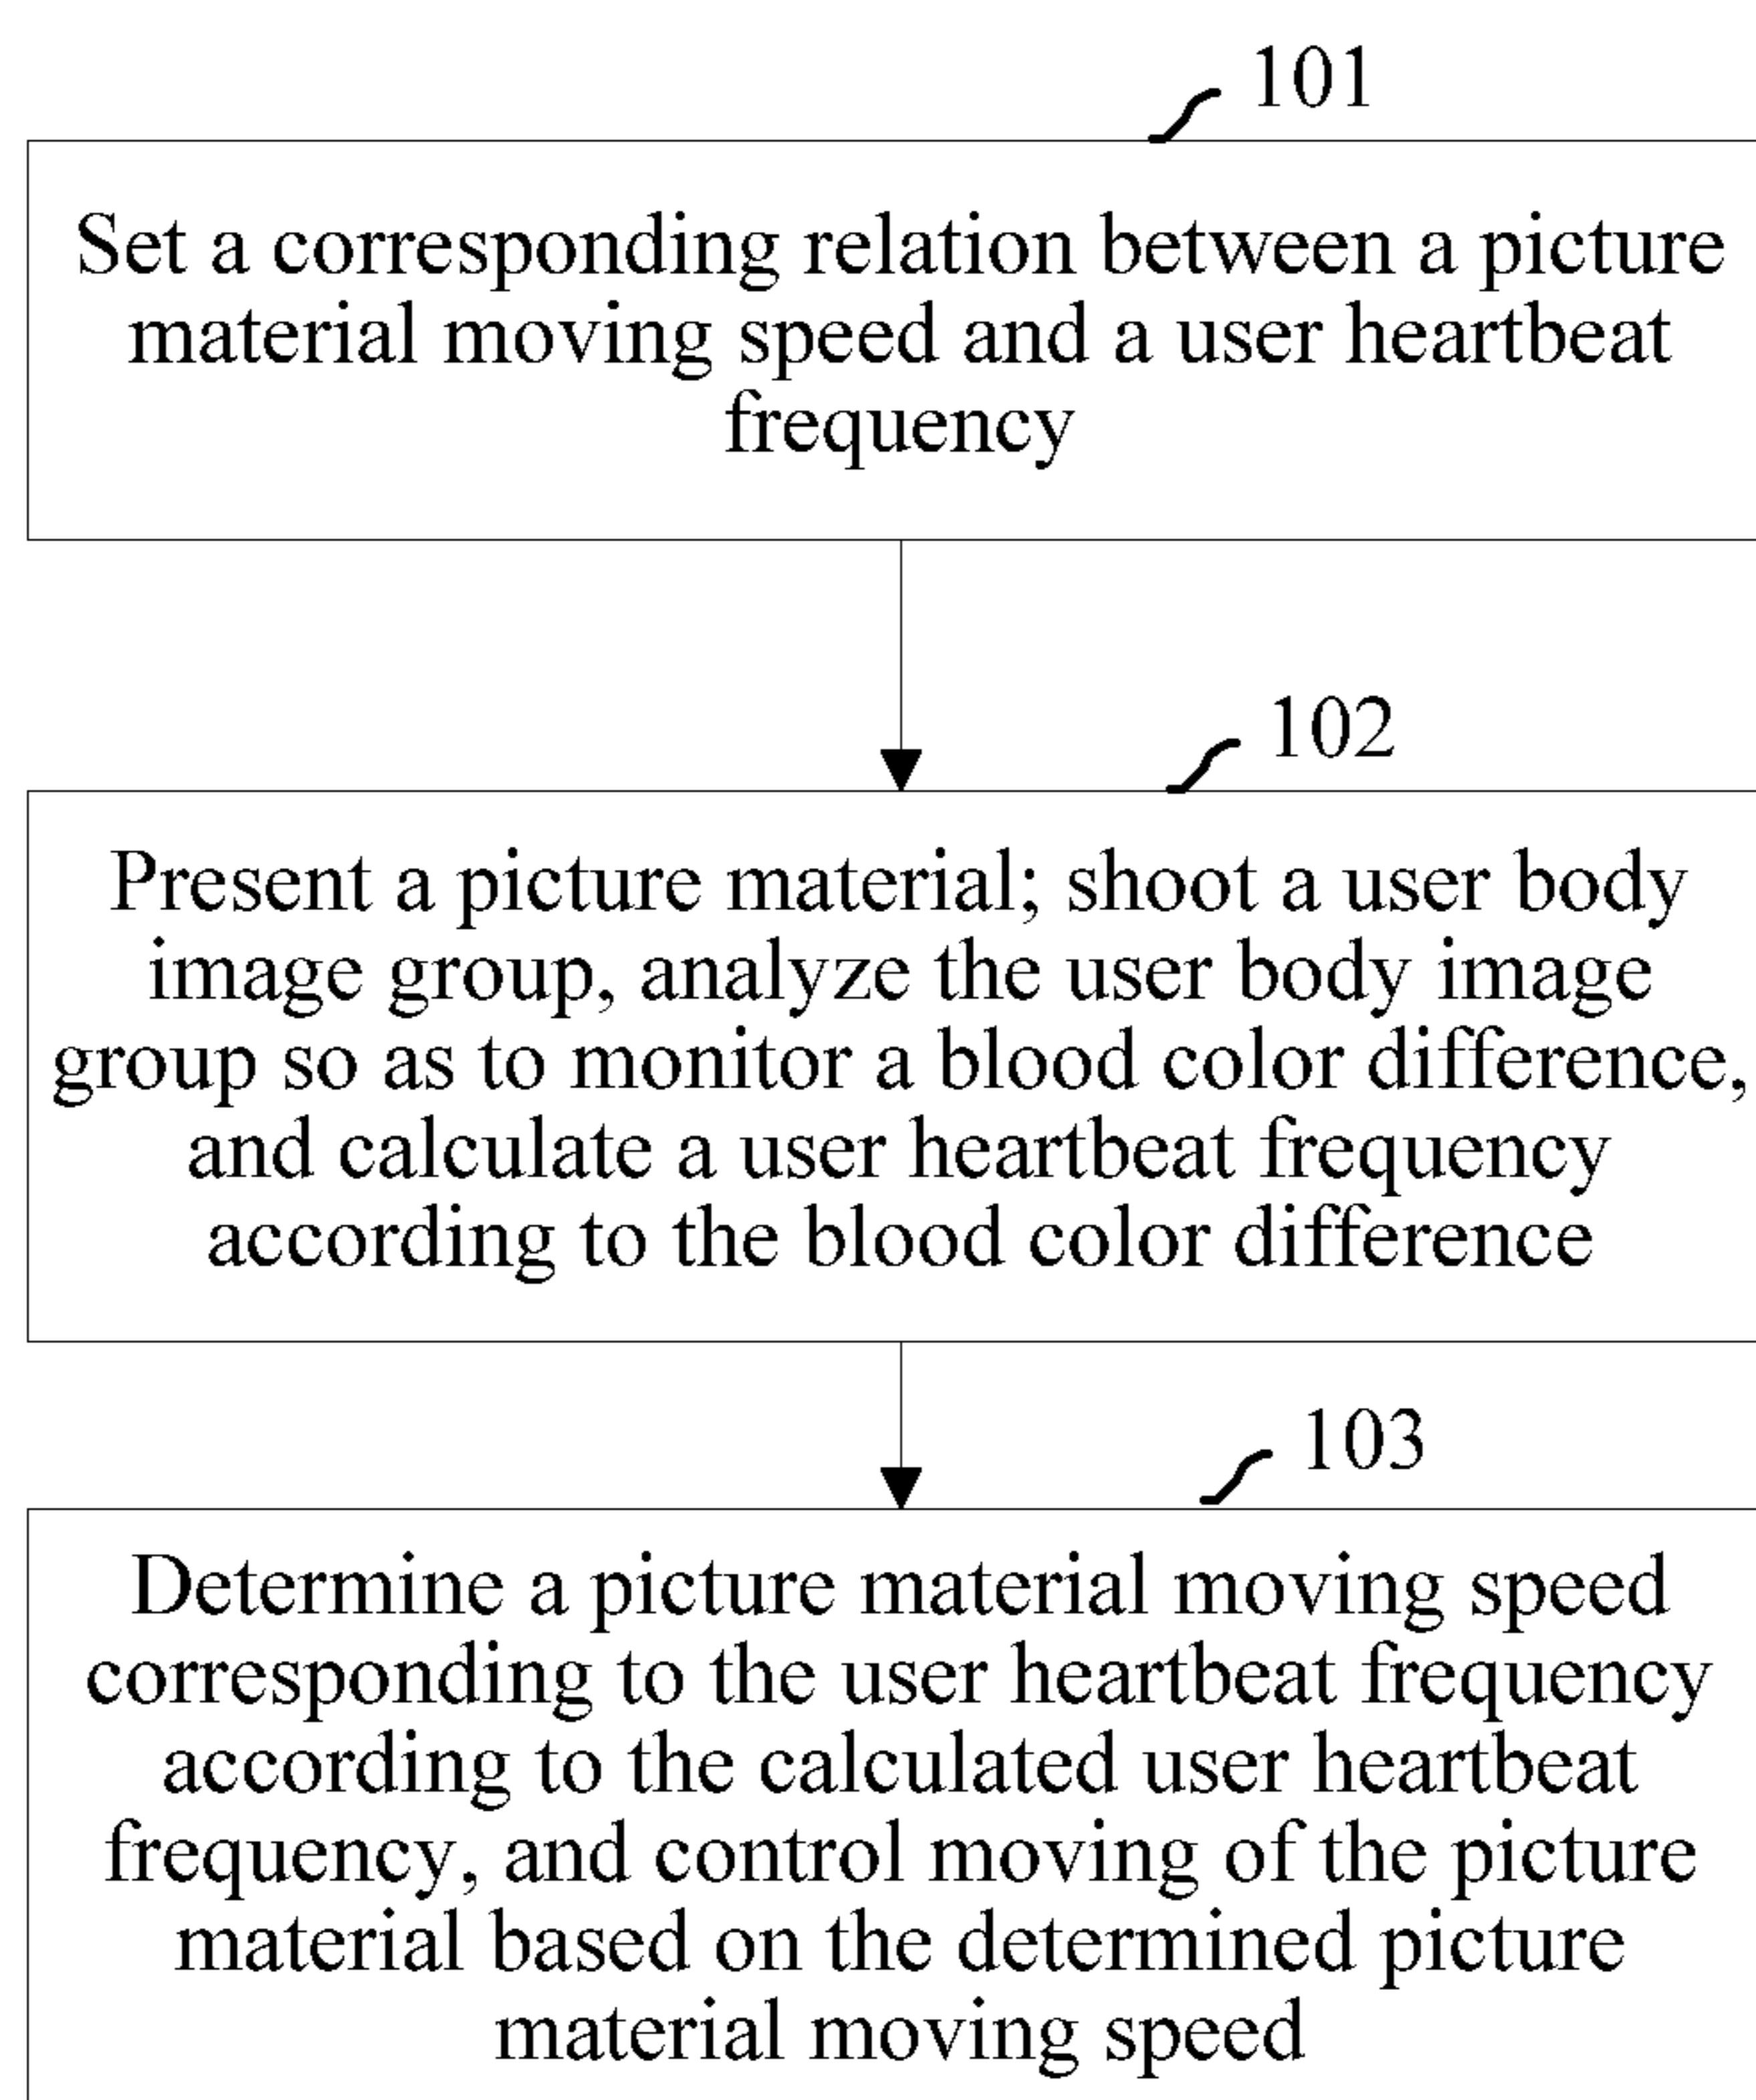 101
Set a corresponding relation between a picture
material moving speed and a user heartbeat
frequency
102
Present a picture material; shoot a user body
image group, analyze the user body image
group so as to monitor a blood color difference,
and calculate a user heartbeat frequency
according to the blood color difference
103
Determine a picture material moving speed
corresponding to the user heartbeat frequency
according to the calculated user heartbeat
frequency, and control moving of the picture
material based on the determined picture
material moving speed